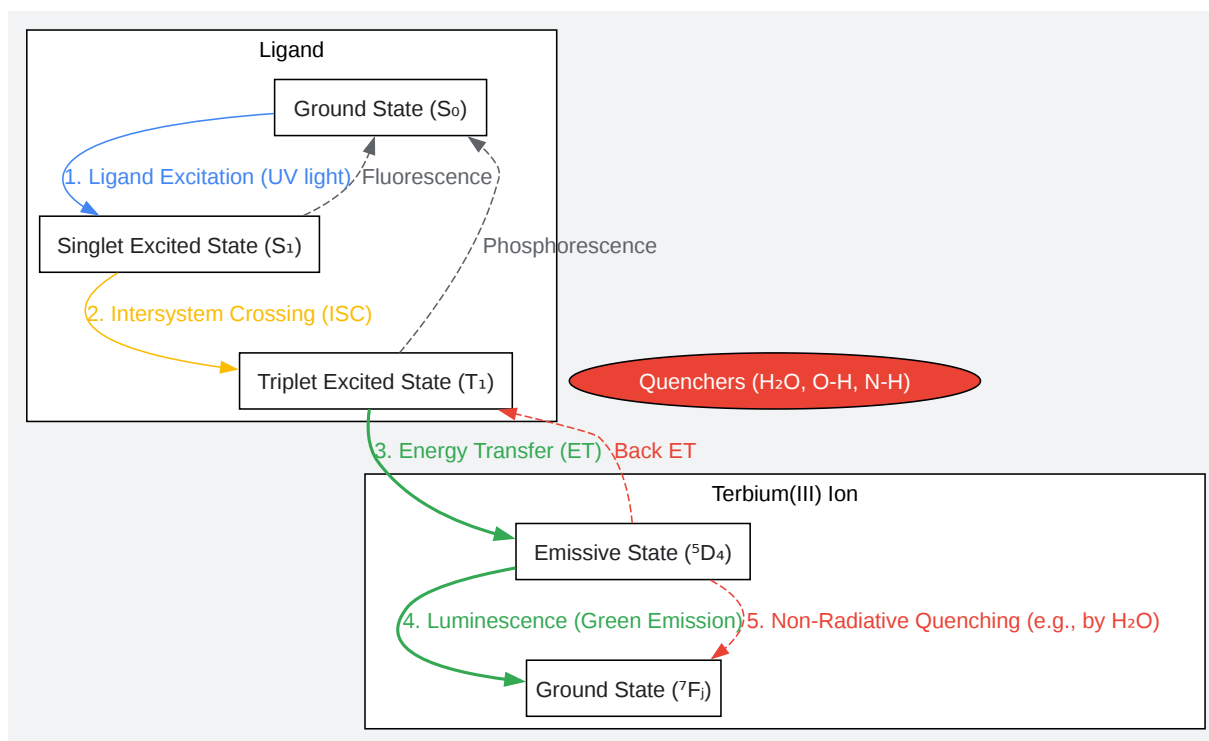 Ligand
Ground State (S₀)
1. Ligand Excitation (UV light)
Fluorescence
Singlet Excited State (S₁)
Phosphorescence
2. Intersystem Crossing (ISC)
Triplet Excited State (T₁)
Quenchers (H₂O, O-H, N-H)
3. Energy Transfer (ET)
Back ET
Terbium(III) Ion
Emissive State (⁵D₄)
4. Luminescence (Green Emission)
5. Non-Radiative Quenching (e.g., by H₂O)
Ground State (⁷Fⱼ)